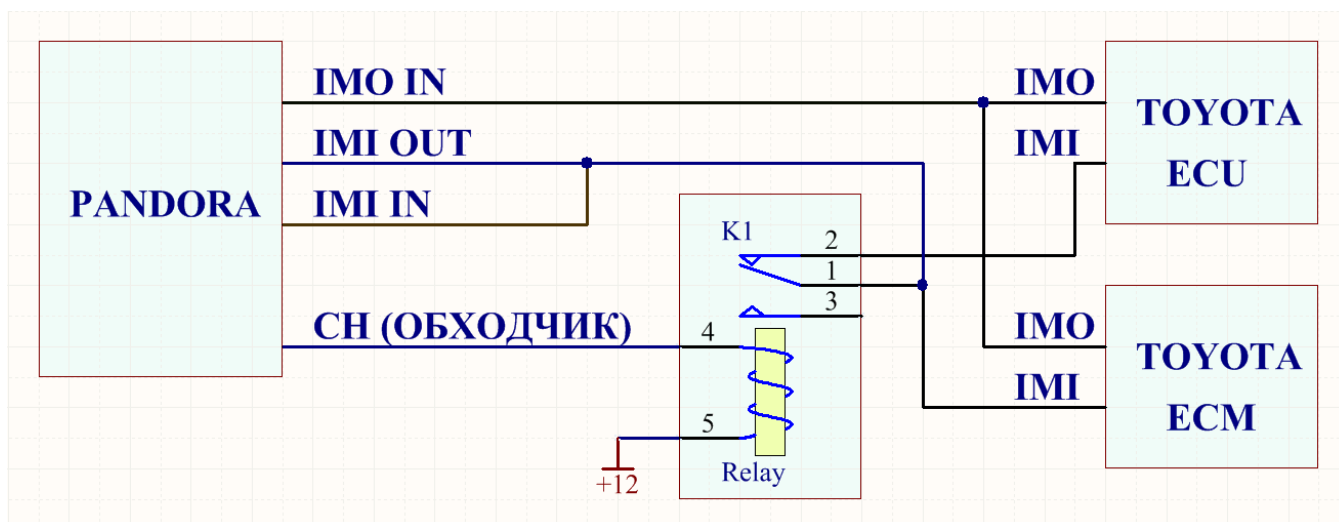 IMO IN
IMI OUT
IMI IN
PANDORA
CH (ОБХОДЧИК)
K1
2
1
3
4
5
Relay
+12
IMO
IMI
TOYOTA
ECU
IMO
IMI
TOYOTA
ECM